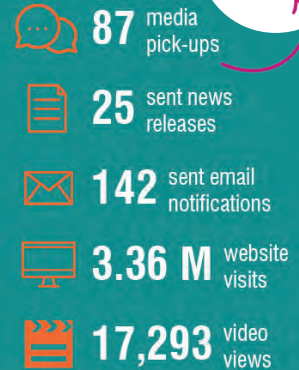 87 media
pick-ups
25 sent news
releases
142 sent email
notifications
3.36 M website
visits
17,293 video
views